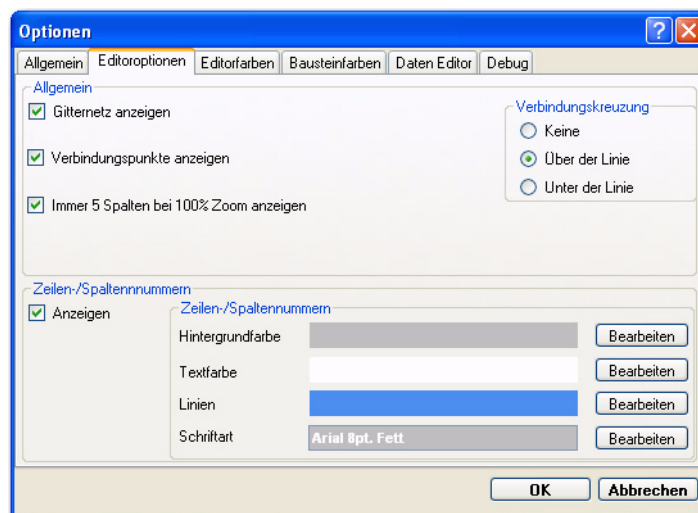 Optionen
Allgemein Editoroptionen Editorfarben Bausteinfarben Daten Editor Debug
Allgemein
Gitternetz anzeigen
Verbindungspunkte anzeigen
Immer 5 Spalten bei 100% Zoom anzeigen
Verbindungskreuzung
Keine
Über der Linie
Unter der Linie
Zeilen-/Spaltennnummern
Anzeigen
Zeilen-/Spaltennummern
Hintergrundfarbe Bearbeiten
Textfarbe Bearbeiten
Linien Bearbeiten
Schriftart Arial 8pt. Fett Bearbeiten
OK Abbrechen